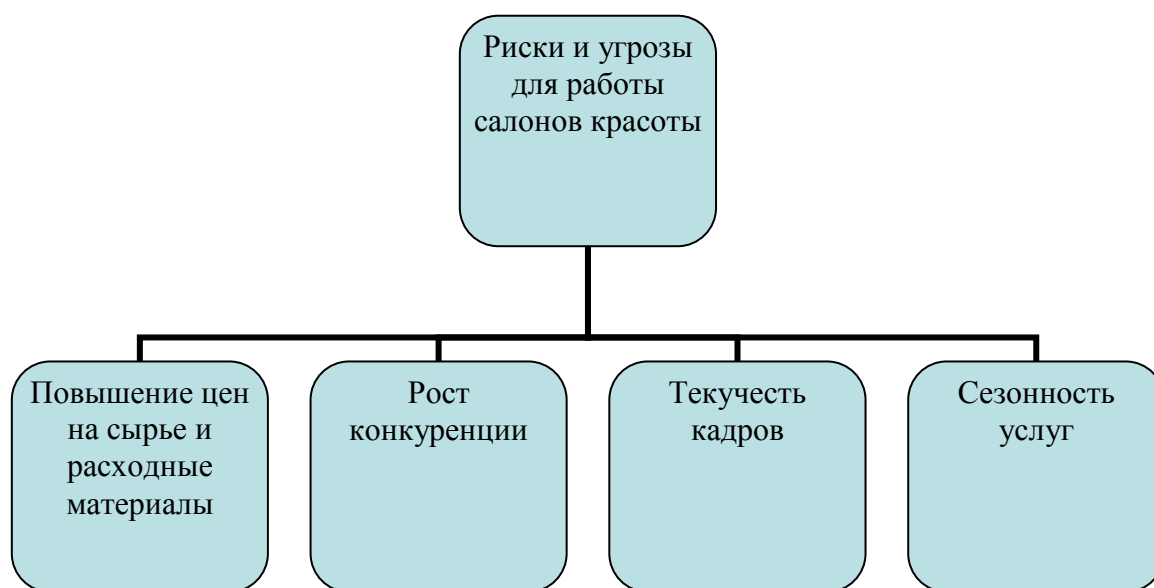 Риски и угрозы
для работы
салонов красоты
Повышение цен
на сырье и
расходные
материалы
Рост
конкуренции
Текучесть
кадров
Сезонность
услуг